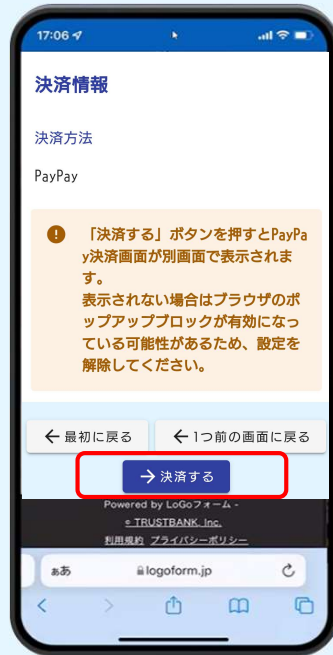 17:06
決済情報
決済方法
PayPay
「決済する」ボタンを押すとPayPa
y決済画面が別画面で表示されま
す。
表示されない場合はブラウザのポ
ップアップブロックが有効になっ
ている可能性があるため、設定を
解除してください。
← 最初に戻る ← 1つ前の画面に戻る
→ 決済する
Powered by LoGoフォーム -
© TRUSTBANK, Inc.
利用規約 プライバシーポリシー
ぁあ logoform.jp